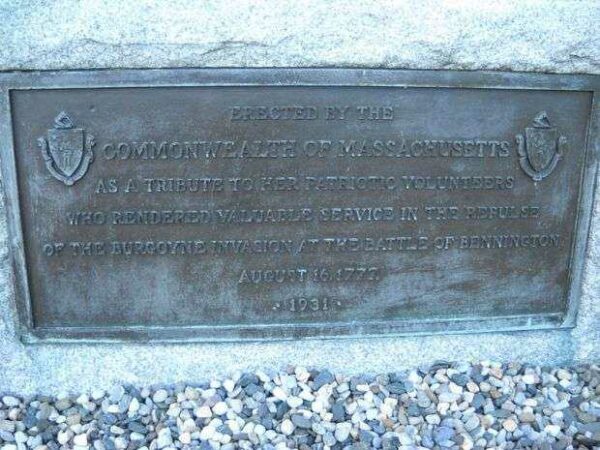 ERECTED BY THE
COMMONWEALTH OF MASSACHUSETTS
AS A TRIBUTE TO HER PATRIOTIC VOLUNTEERS
WHO RENDERED VALUABLE SERVICE IN THE REPULSE
OF THE BURGOYNE INVASION AT THE BATTLE OF BENNINGTON,
AUGUST 16, 1777.
· 1931 ·